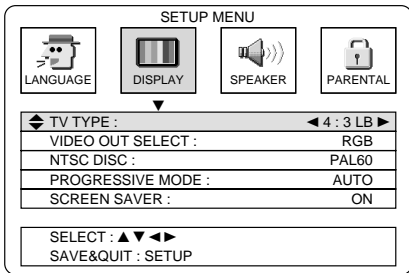 SETUP MENU
LANGUAGE DISPLAY SPEAKER PARENTAL
TV TYPE : ◄ 4 : 3 LB ►
VIDEO OUT SELECT : RGB
NTSC DISC : PAL60
PROGRESSIVE MODE : AUTO
SCREEN SAVER : ON
SELECT : ▲ ▼ ◄ ►
SAVE&QUIT : SETUP